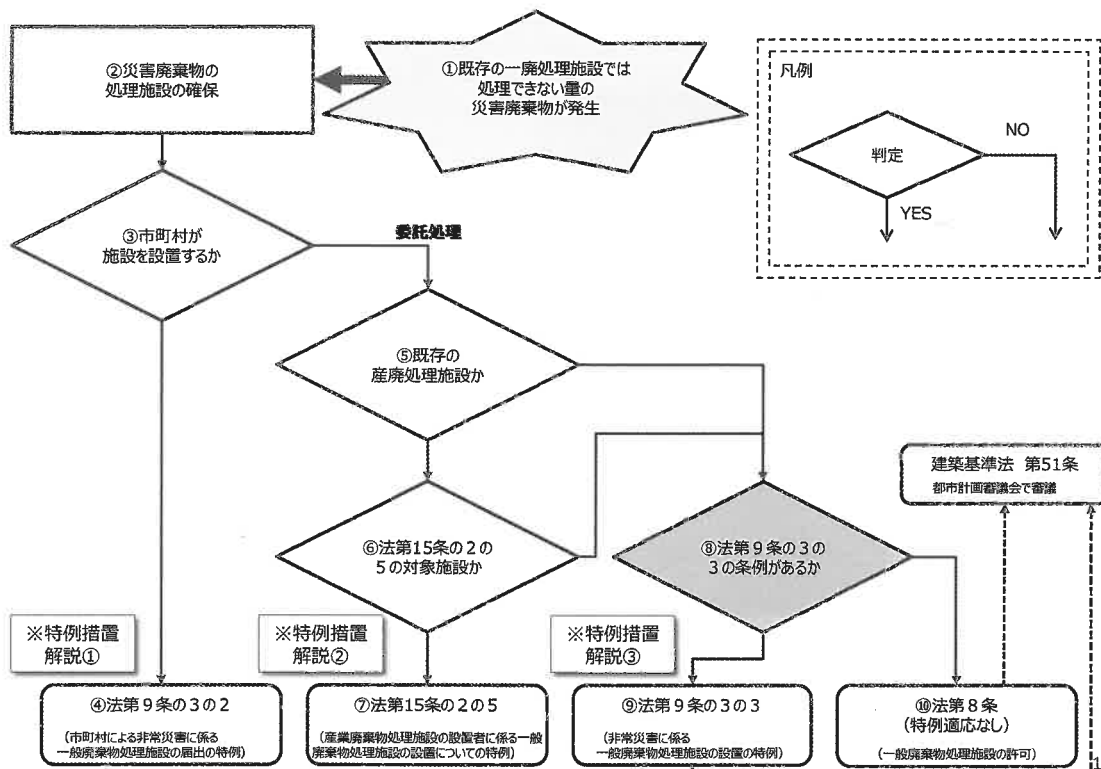 ②災害廃棄物の
処理施設の確保
①既存の一廃処理施設では
処理できない量の
災害廃棄物が発生
凡例
判定
NO
YES
③市町村が
施設を設置するか
委託処理
⑤既存の
産廃処理施設か
建築基準法 第51条
都市計画審議会で審議
⑥法第15条の2の
5の対象施設か
⑧法第9条の3の
3の条例があるか
※特例措置
解説①
※特例措置
解説②
※特例措置
解説③
④法第9条の3の2
(市町村による非常災害に係る
一般廃棄物処理施設の届出の特例)
⑦法第15条の2の5
(産業廃棄物処理施設の設置者に係る一般
廃棄物処理施設の設置についての特例)
⑨法第9条の3の3
(非常災害に係る
一般廃棄物処理施設の設置の特例)
⑩法第8条
(特例適応なし)
(一般廃棄物処理施設の許可)
1